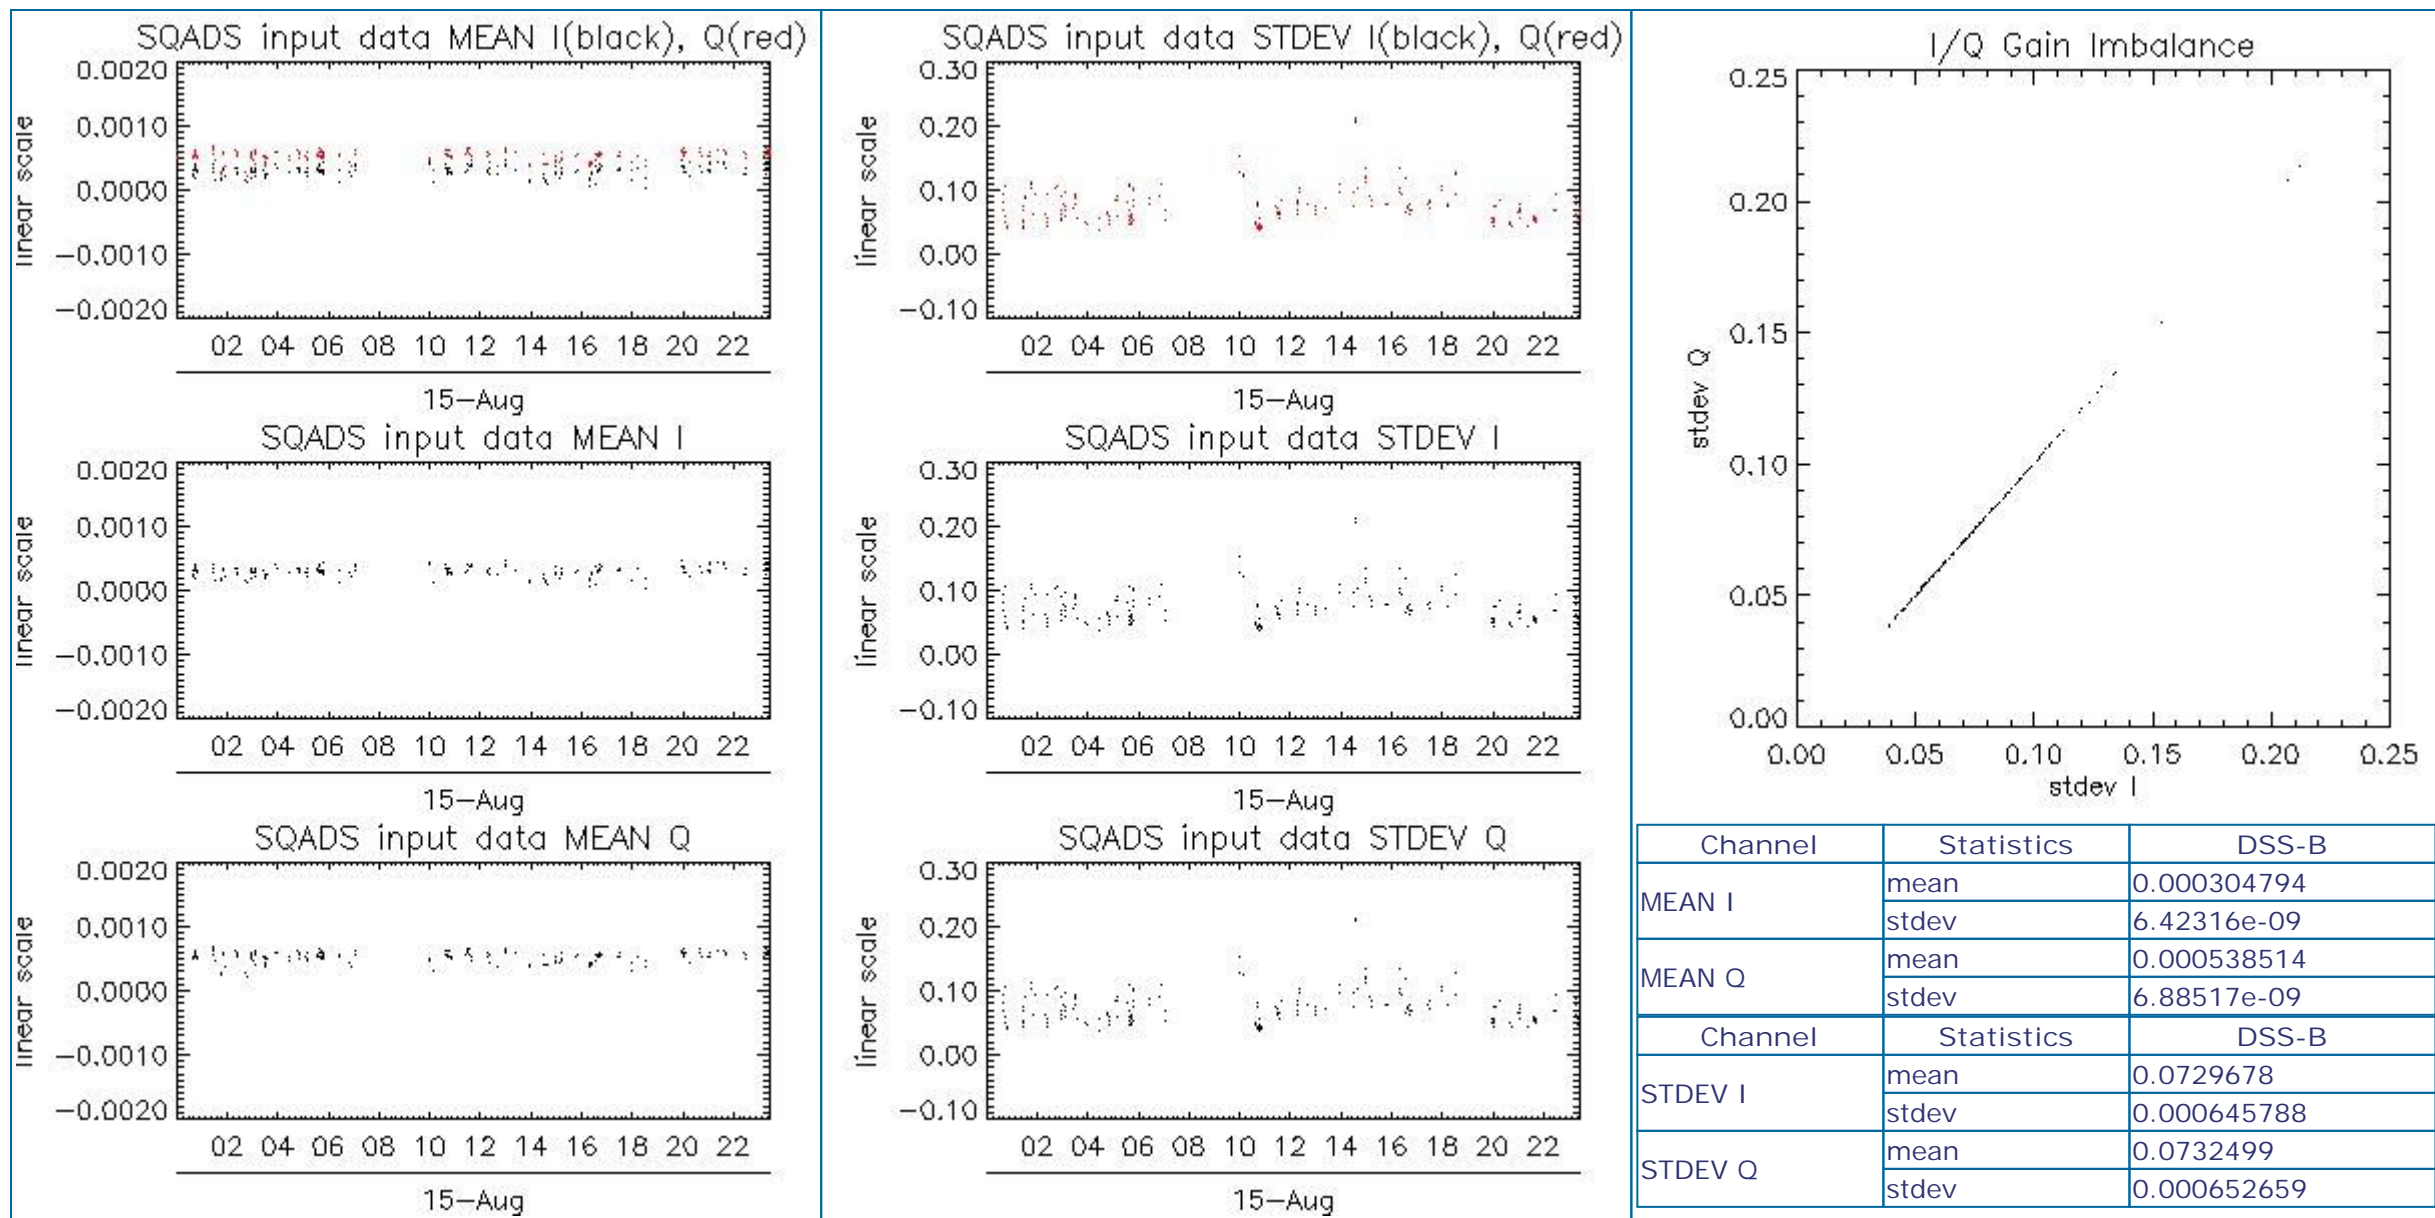 SQADS input data MEAN I(black), Q(red)
linear scale
0.0020
0.0010
0.0000
−0.0010
−0.0020
02 04 06 08 10 12 14 16 18 20 22
15−Aug
SQADS input data MEAN I
linear scale
0.0020
0.0010
0.0000
−0.0010
−0.0020
02 04 06 08 10 12 14 16 18 20 22
15−Aug
SQADS input data MEAN Q
linear scale
0.0020
0.0010
0.0000
−0.0010
−0.0020
02 04 06 08 10 12 14 16 18 20 22
15−Aug
SQADS input data STDEV I(black), Q(red)
linear scale
0.30
0.20
0.10
0.00
−0.10
02 04 06 08 10 12 14 16 18 20 22
15−Aug
SQADS input data STDEV I
linear scale
0.30
0.20
0.10
0.00
−0.10
02 04 06 08 10 12 14 16 18 20 22
15−Aug
SQADS input data STDEV Q
linear scale
0.30
0.20
0.10
0.00
−0.10
02 04 06 08 10 12 14 16 18 20 22
15−Aug
I/Q Gain Imbalance
stdev Q
0.25
0.20
0.15
0.10
0.05
0.00
0.00 0.05 0.10 0.15 0.20 0.25
stdev I
Channel Statistics DSS-B
MEAN I mean 0.000304794
stdev 6.42316e-09
MEAN Q mean 0.000538514
stdev 6.88517e-09
Channel Statistics DSS-B
STDEV I mean 0.0729678
stdev 0.000645788
STDEV Q mean 0.0732499
stdev 0.000652659